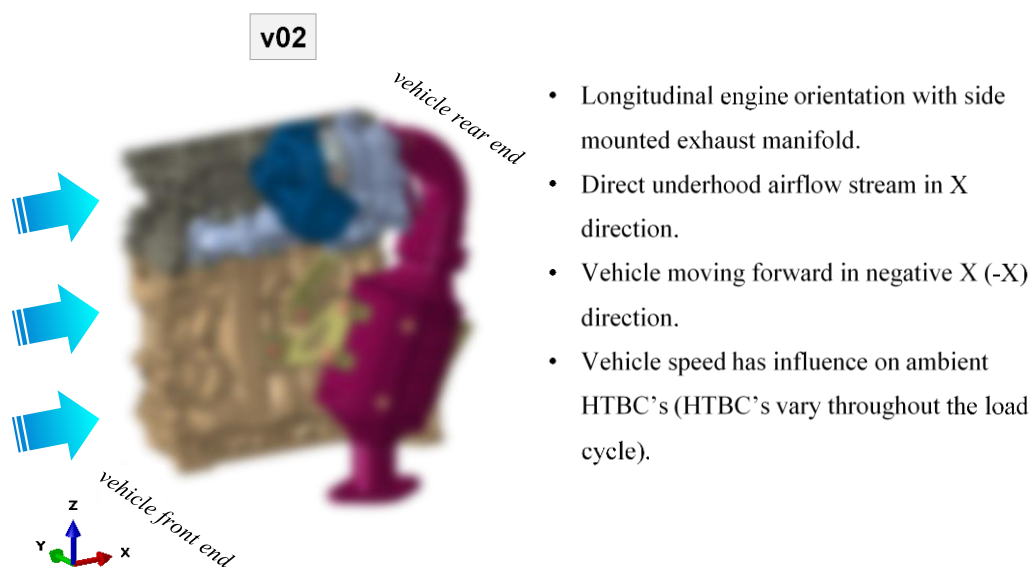 v02
vehicle rear end
• Longitudinal engine orientation with side
mounted exhaust manifold.
• Direct underhood airflow stream in X
direction.
• Vehicle moving forward in negative X (-X)
direction.
• Vehicle speed has influence on ambient
HTBC’s (HTBC’s vary throughout the load
cycle).
vehicle front end
Z
Y
X